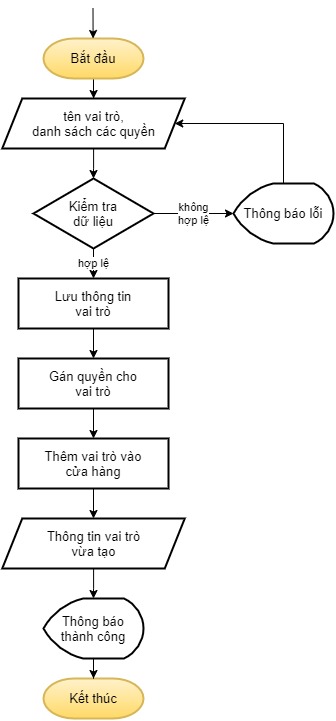 Bắt đầu
tên vai trò,
danh sách các quyền
Kiểm tra
dữ liệu
không
hợp lệ
Thông báo lỗi
hợp lệ
Lưu thông tin
vai trò
Gán quyền cho
vai trò
Thêm vai trò vào
cửa hàng
Thông tin vai trò
vừa tạo
Thông báo
thành công
Kết thúc